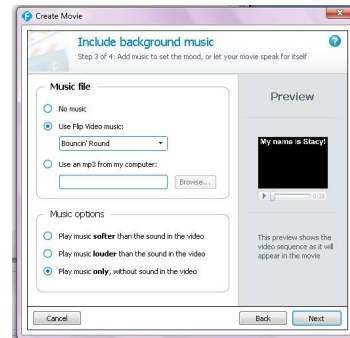 Create Movie
Include background music
Step 3 of 4: Add music to set the mood, or let your movie speak for itself
Music file
No music
Use Flip Video music:
Bouncin' Round
Use an mp3 from my computer:
Browse...
Music options
Play music softer than the sound in the video
Play music louder than the sound in the video
Play music only, without sound in the video
Preview
My name is Stacy!
0:38
This preview shows the
video sequence as it will
appear in the movie
Cancel
Back
Next